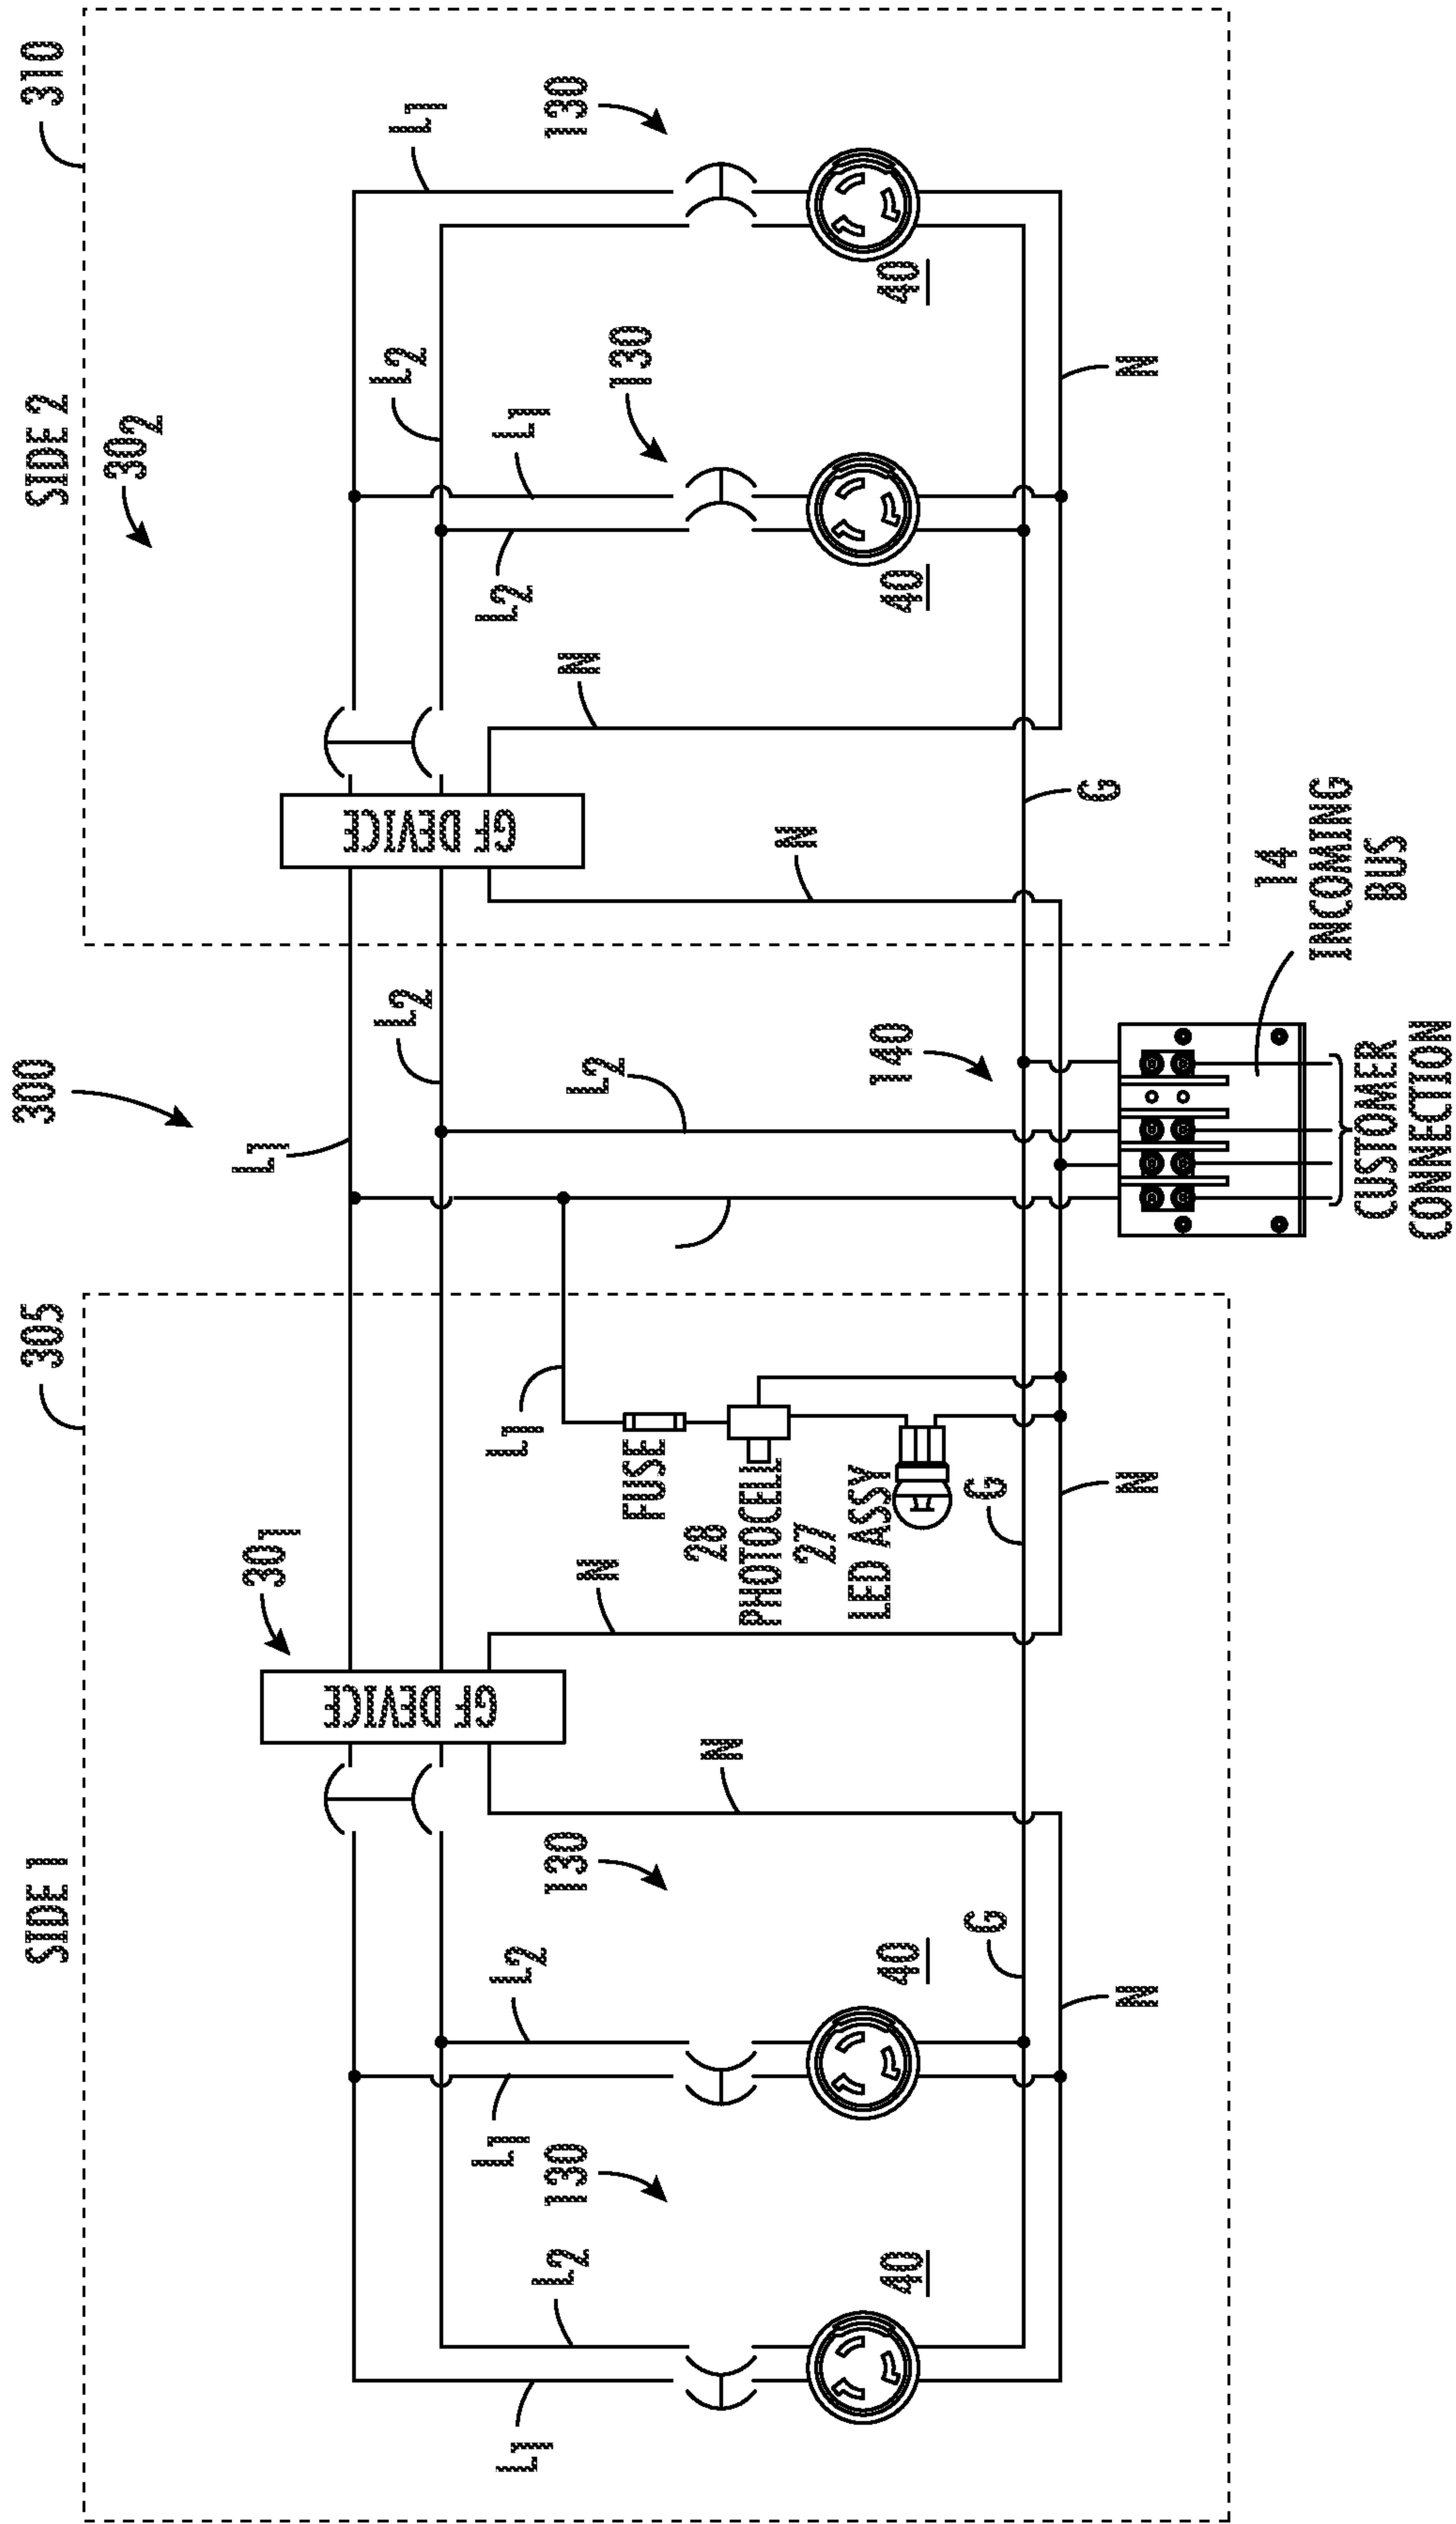 300
305
310
SIDE 1
SIDE 2
30₁
30₂
GF DEVICE
GF DEVICE
L₁
L₂
L₁
L₂
L₁
L₂
L₁
L₂
L₁
L₂
L₁
L₂
L₁
130
130
130
130
N
N
N
N
FUSE
28
PHOTOCELL
27
LED ASSY
40
40
40
40
140
G
G
G
N
N
N
14
INCOMING
BUS
CUSTOMER
CONNECTION